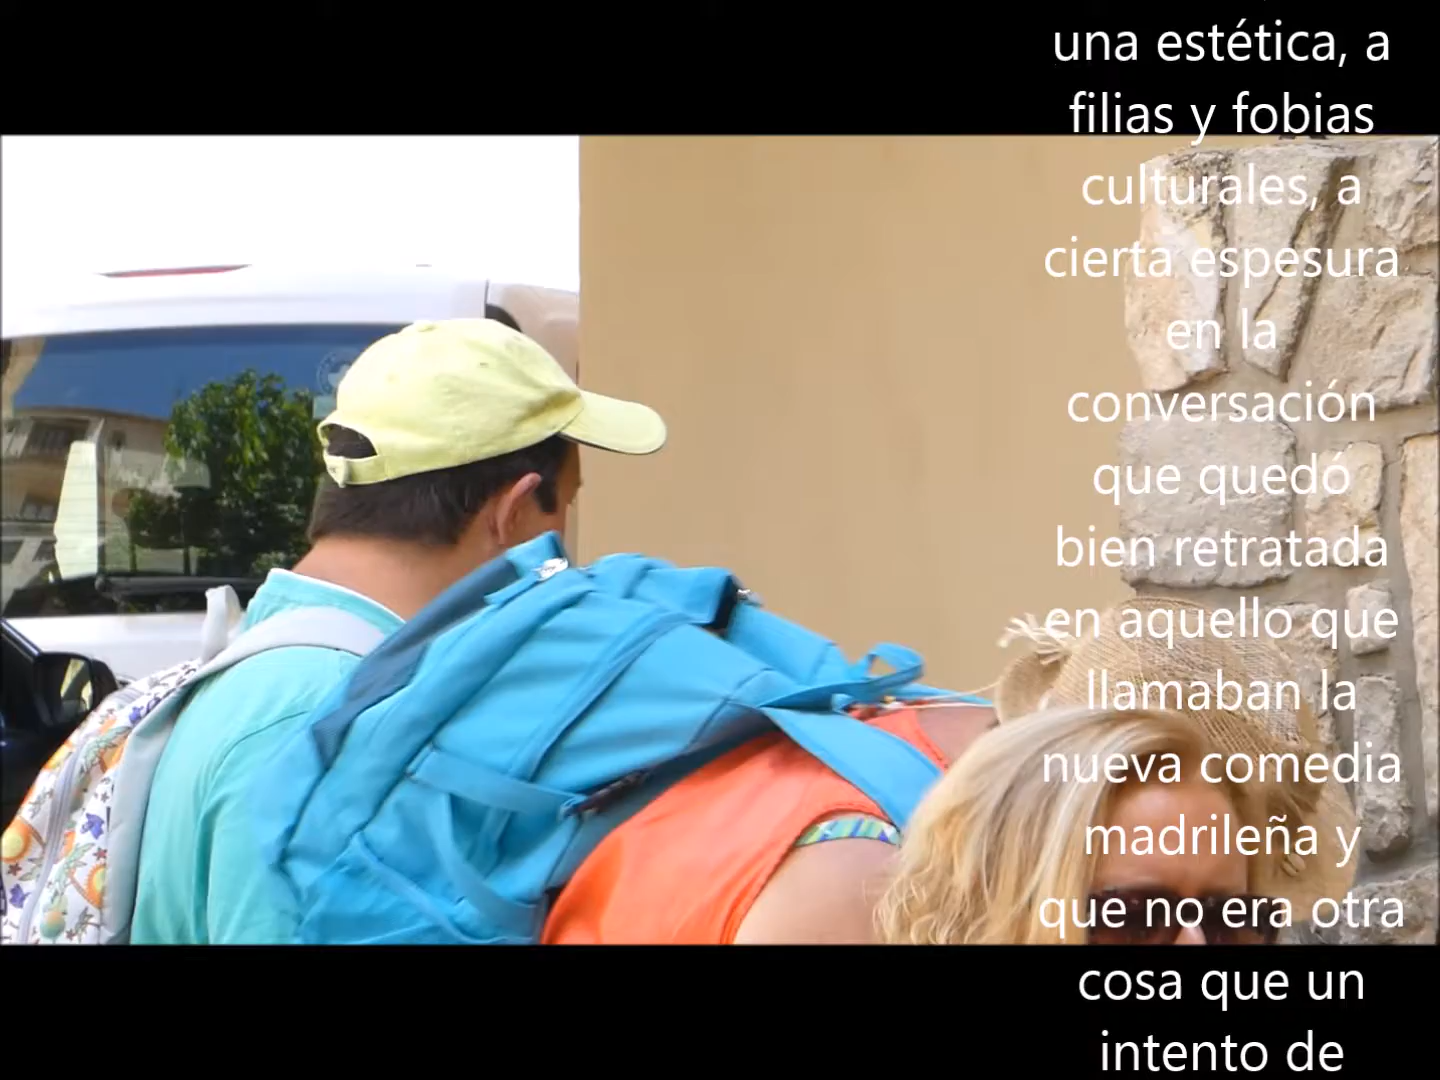 una estética, a
filias y fobias
culturales, a
cierta espesura
en la
conversación
que quedó
bien retratada
en aquello que
llamaban la
nueva comedia
madrileña y
que no era otra
cosa que un
intento de